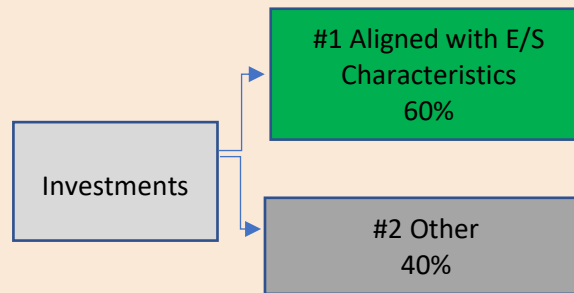 #1 Aligned with E/S
Characteristics
60%
Investments
#2 Other
40%